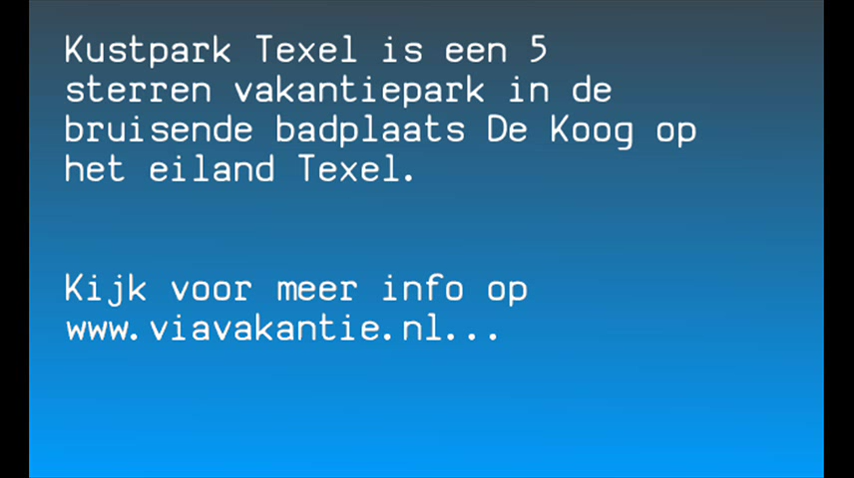 Kustpark Texel is een 5
sterren vakantiepark in de
bruisende badplaats De Koog op
het eiland Texel.
Kijk voor meer info op
www.viavakantie.nl...